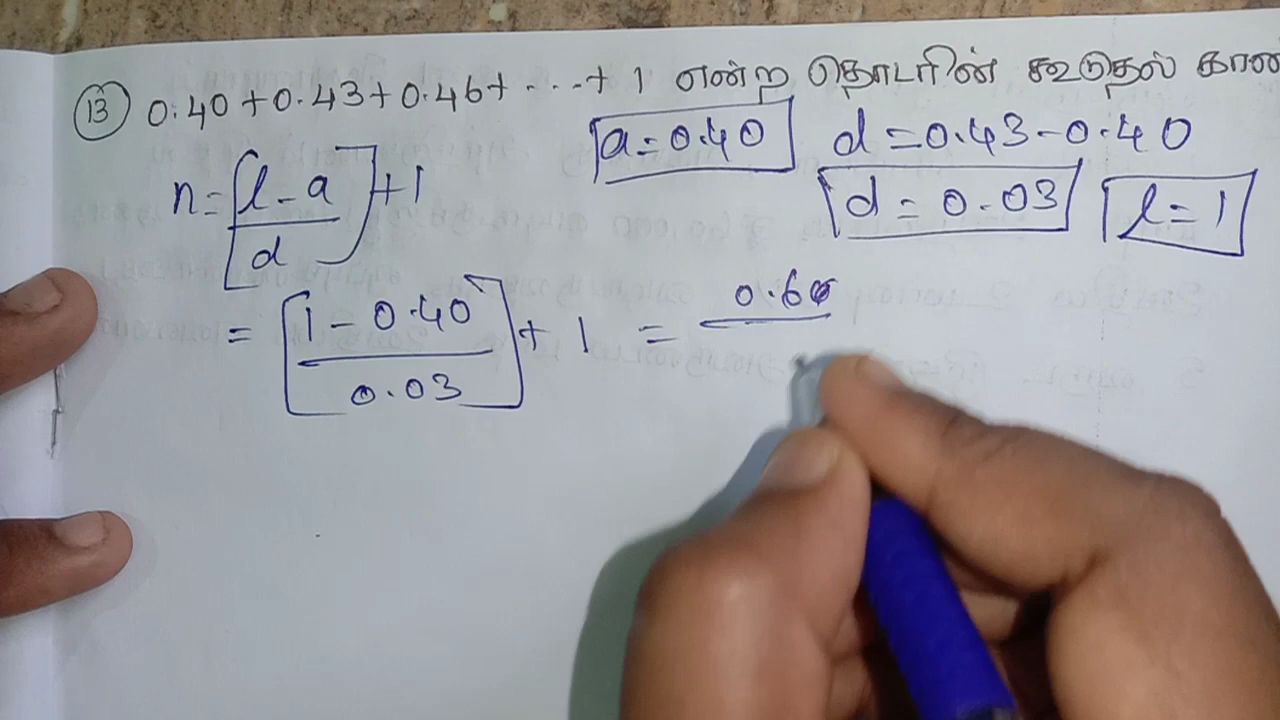 13 0.40+0.43+0.46+...+1 என்ற தொடரின் கூடுதல் காண
a=0.40 d=0.43-0.40
n=[l-a/d]+1 d=0.03 l=1
=[1-0.40/0.03]+1 = 0.60